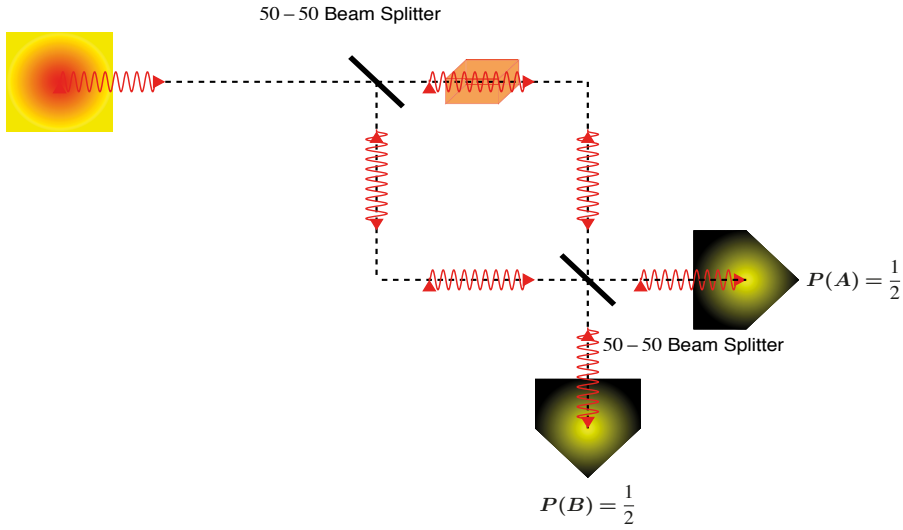 50 – 50 Beam Splitter
P(A) = 1/2
50 – 50 Beam Splitter
P(B) = 1/2